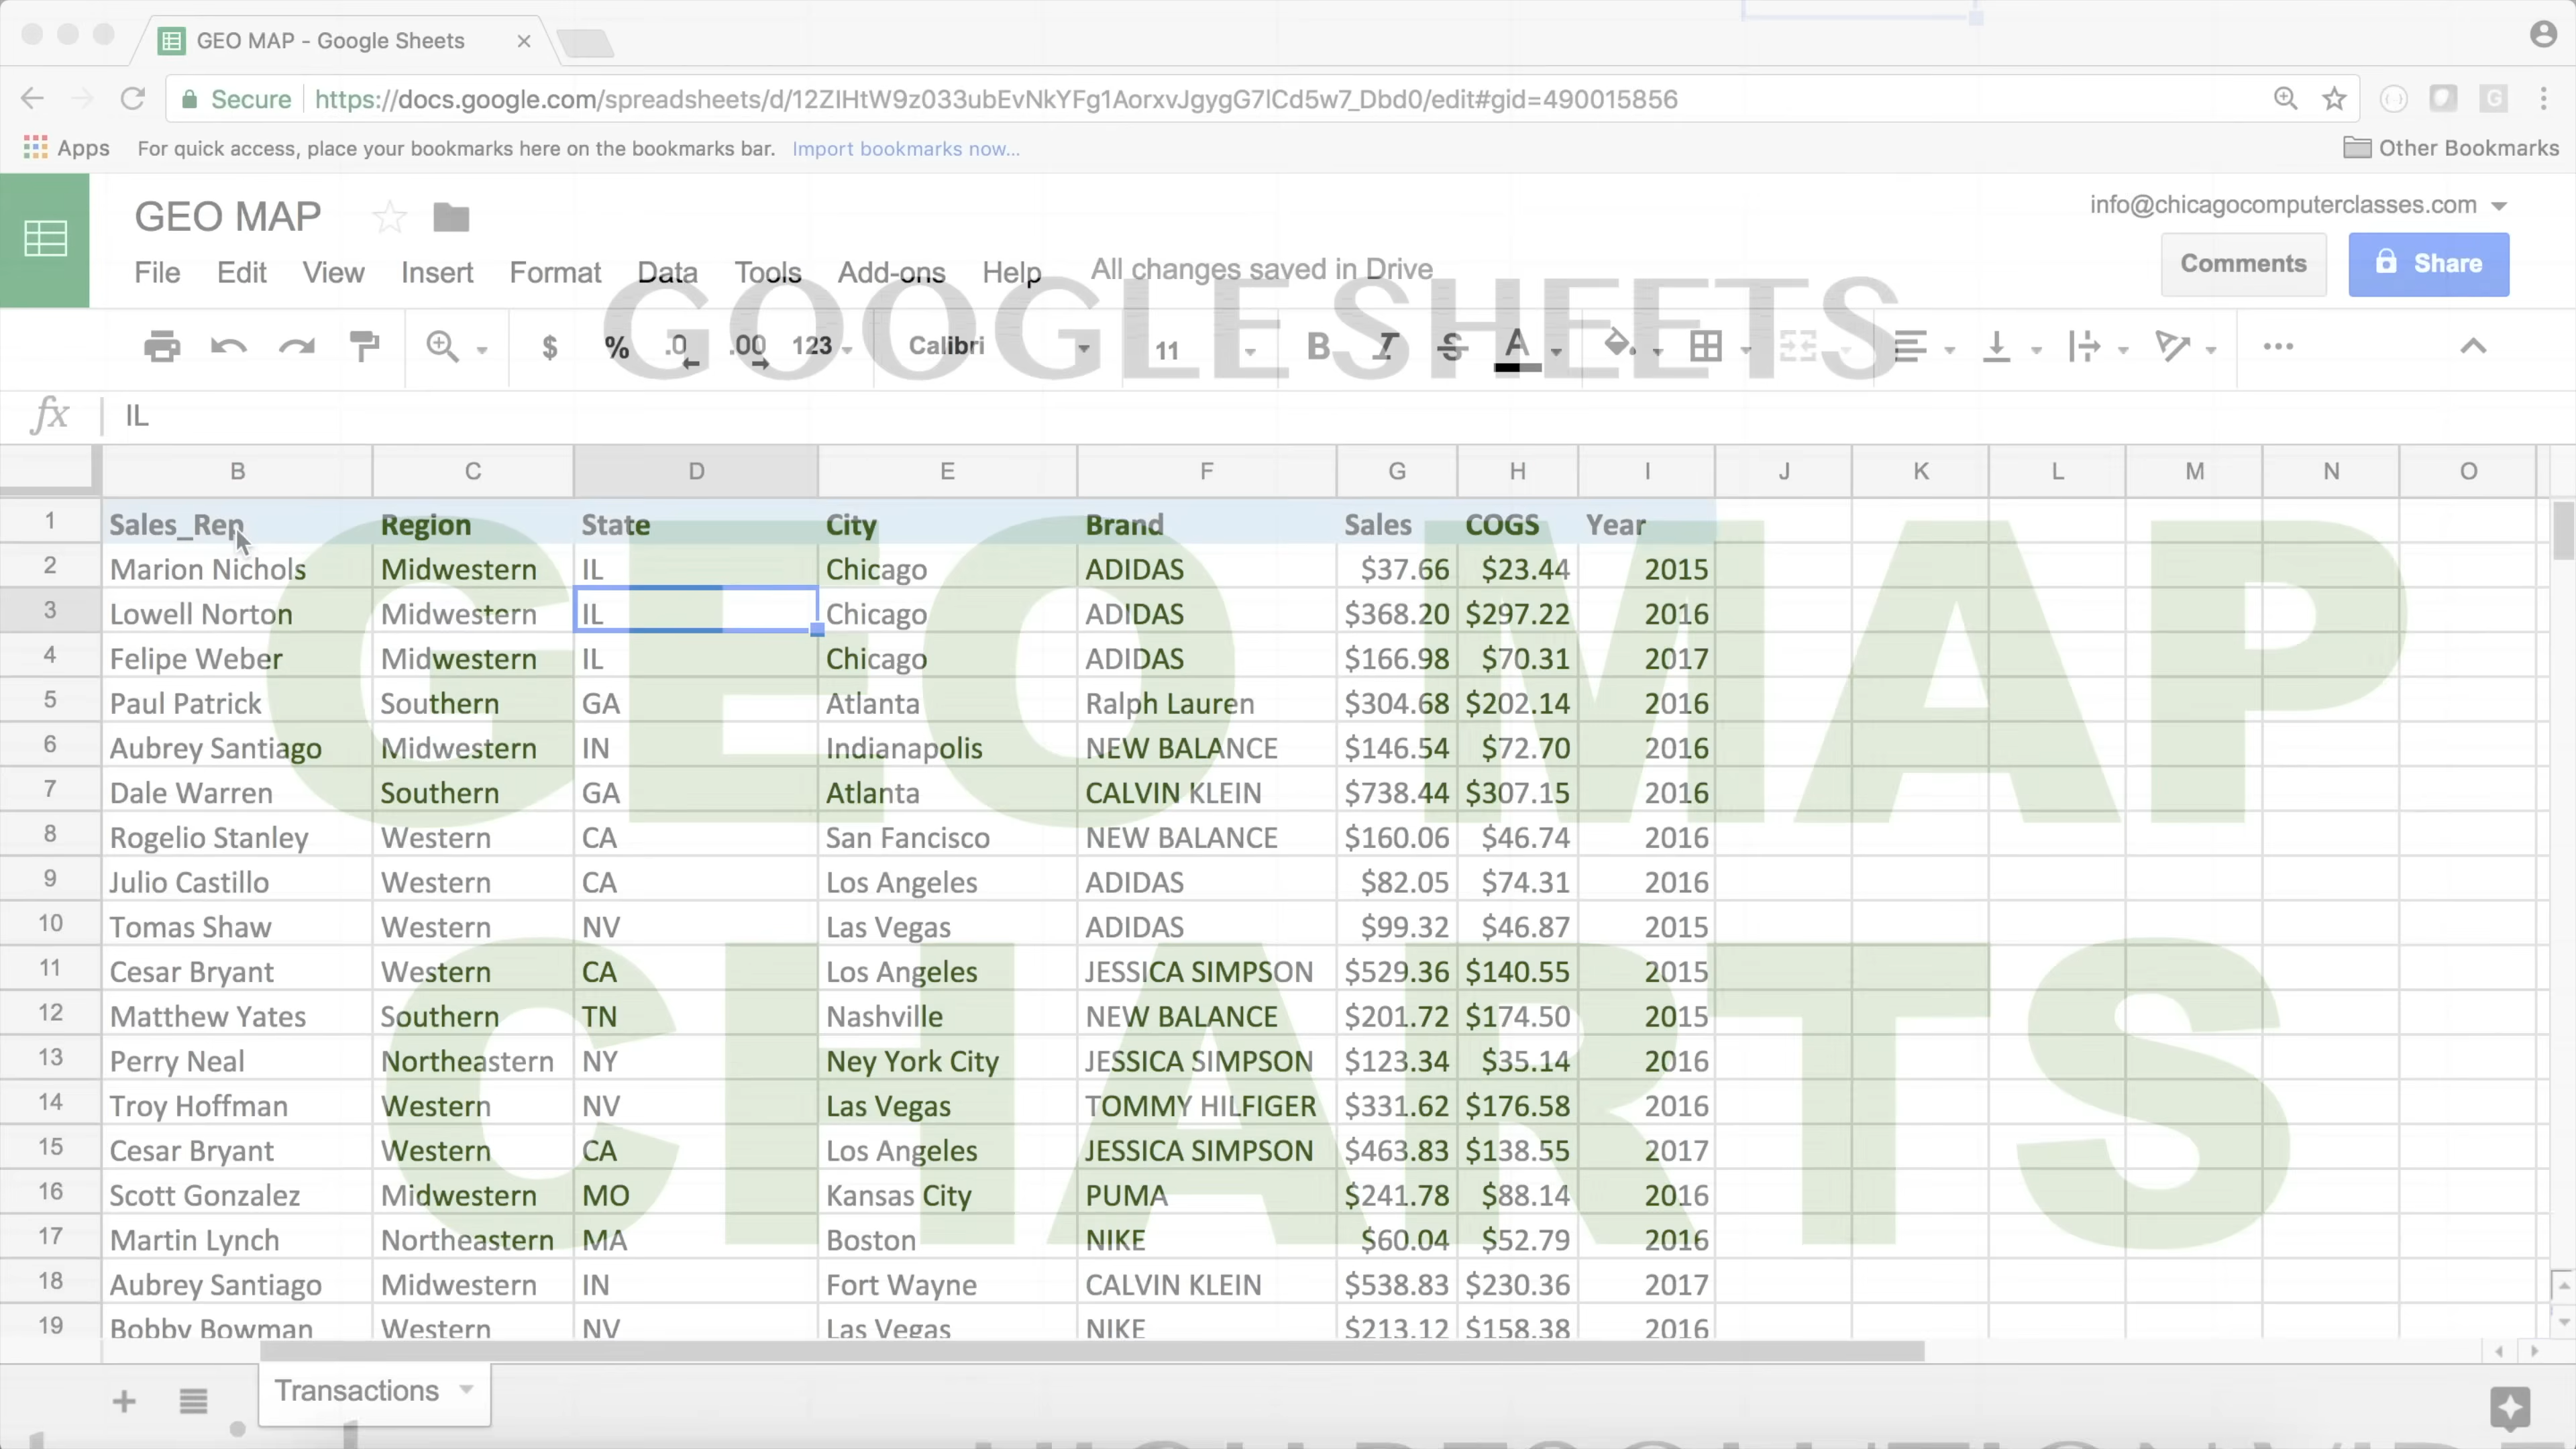 GEO MAP - Google Sheets
Secure https://docs.google.com/spreadsheets/d/12ZIHtW9z033ubEvNkYFg1AorxvJgygG7lCd5w7_Dbd0/edit#gid=490015856
Apps For quick access, place your bookmarks here on the bookmarks bar. Import bookmarks now... Other Bookmarks
GEO MAP
info@chicagocomputerclasses.com
File Edit View Insert Format Data Tools Add-ons Help All changes saved in Drive
Comments Share
GOOGLE SHEETS
$ % .0 .00 123 Calibri 11 B I S A
fx IL
B C D E F G H I J K L M N O
1 Sales_Rep Region State City Brand Sales COGS Year
2 Marion Nichols Midwestern IL Chicago ADIDAS $37.66 $23.44 2015
3 Lowell Norton Midwestern IL Chicago ADIDAS $368.20 $297.22 2016
4 Felipe Weber Midwestern IL Chicago ADIDAS $166.98 $70.31 2017
5 Paul Patrick Southern GA Atlanta Ralph Lauren $304.68 $202.14 2016
6 Aubrey Santiago Midwestern IN Indianapolis NEW BALANCE $146.54 $72.70 2016
7 Dale Warren Southern GA Atlanta CALVIN KLEIN $738.44 $307.15 2016
8 Rogelio Stanley Western CA San Fancisco NEW BALANCE $160.06 $46.74 2016
9 Julio Castillo Western CA Los Angeles ADIDAS $82.05 $74.31 2016
10 Tomas Shaw Western NV Las Vegas ADIDAS $99.32 $46.87 2015
11 Cesar Bryant Western CA Los Angeles JESSICA SIMPSON $529.36 $140.55 2015
12 Matthew Yates Southern TN Nashville NEW BALANCE $201.72 $174.50 2015
13 Perry Neal Northeastern NY Ney York City JESSICA SIMPSON $123.34 $35.14 2016
14 Troy Hoffman Western NV Las Vegas TOMMY HILFIGER $331.62 $176.58 2016
15 Cesar Bryant Western CA Los Angeles JESSICA SIMPSON $463.83 $138.55 2017
16 Scott Gonzalez Midwestern MO Kansas City PUMA $241.78 $88.14 2016
17 Martin Lynch Northeastern MA Boston NIKE $60.04 $52.79 2016
18 Aubrey Santiago Midwestern IN Fort Wayne CALVIN KLEIN $538.83 $230.36 2017
19 Bobby Bowman Western NV Las Vegas NIKE $213.12 $158.38 2016
GEO MAP
CHARTS
Transactions